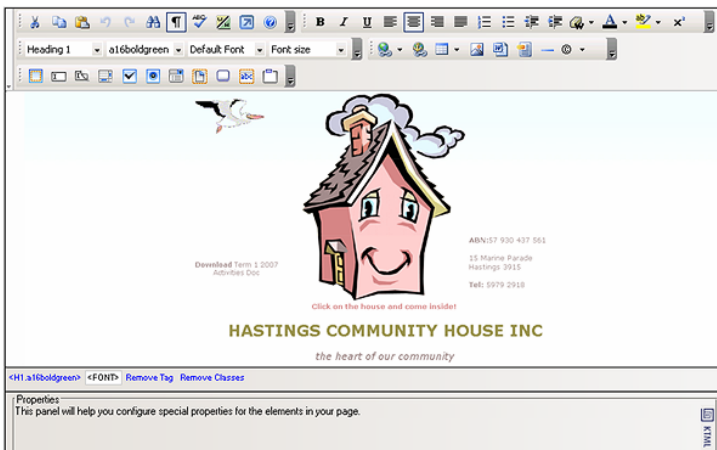 B I U
Heading 1 a16boldgreen Default Font Font size
Download Term 1 2007
Activities Doc
ABN:57 930 437 561
15 Marine Parade
Hastings 3915
Tel: 5979 2918
Click on the house and come inside!
HASTINGS COMMUNITY HOUSE INC
the heart of our community
<H1.a16boldgreen> <FONT> Remove Tag Remove Classes
Properties
This panel will help you configure special properties for the elements in your page.
KTML